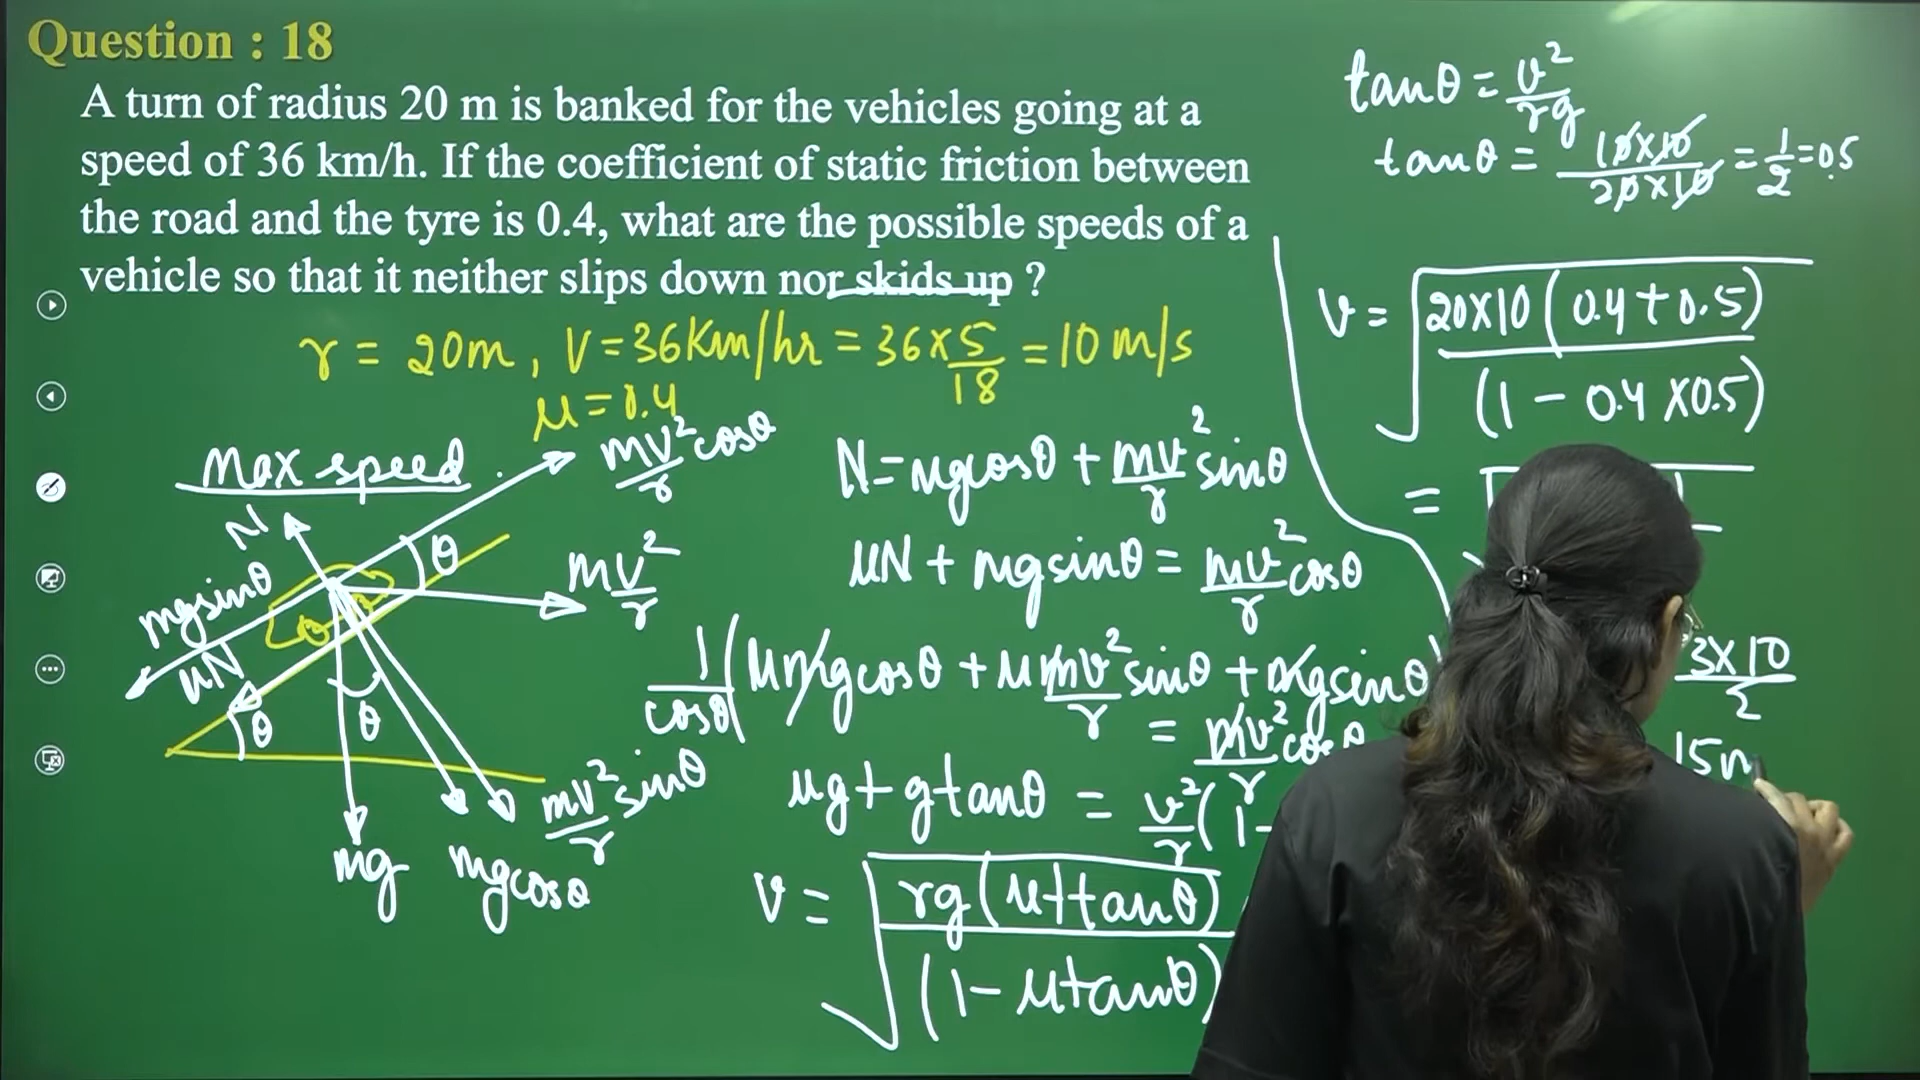 Question : 18
A turn of radius 20 m is banked for the vehicles going at a
speed of 36 km/h. If the coefficient of static friction between
the road and the tyre is 0.4, what are the possible speeds of a
vehicle so that it neither slips down nor skids up ?
r = 20m, V = 36Km/hr = 36×5/18 = 10 m/s
μ = 0.4
Max speed
N
mv²/r cosθ
θ
mv²/r
mgsinθ
μN
θ
θ
θ
mg
mgcosθ
mv²/r sinθ
N = mgcosθ + mv²/r sinθ
μN + mgsinθ = mv²/r cosθ
1/cosθ (μmgcosθ + μmv²/r sinθ + mgsinθ
= mv²/r cosθ
μg + gtanθ = v²/r (1-
v = √rg(μ+tanθ)/(1-μtanθ)
tanθ = v²/rg
tanθ = 10×10/20×10 = 1/2 = 0.5
v = √20×10(0.4+0.5)/(1-0.4×0.5)
=
3×10/2
15m